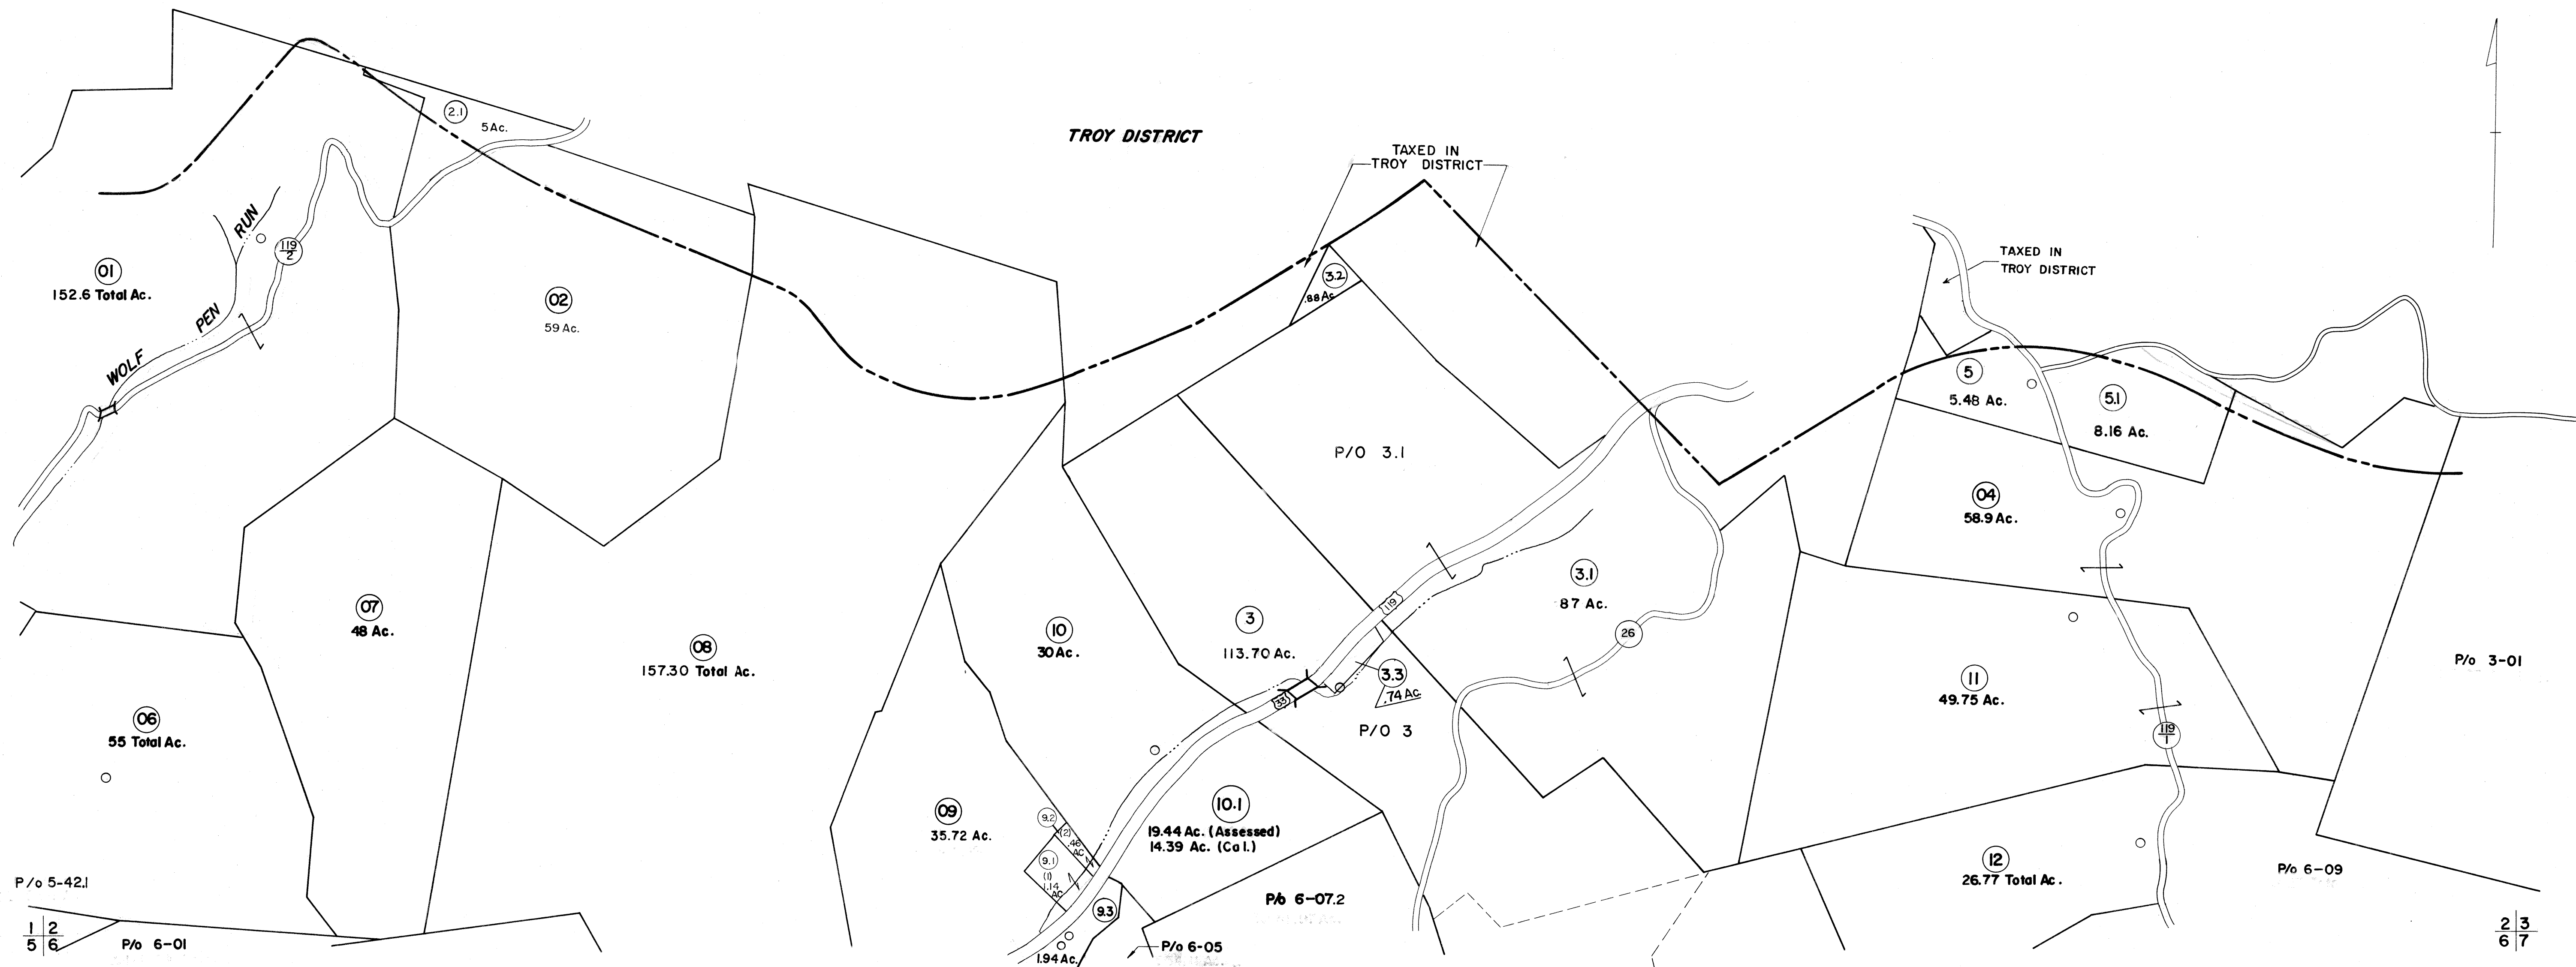 2.1
5 Ac.
TROY DISTRICT
TAXED IN
TROY DISTRICT
TAXED IN
TROY DISTRICT
WOLF PEN RUN
119
2
01
152.6 Total Ac.
02
59 Ac.
3.2
.88 Ac
5
5.48 Ac.
5.1
8.16 Ac.
P/O 3.1
04
58.9 Ac.
07
48 Ac.
08
157.30 Total Ac.
10
30 Ac.
3
113.70 Ac.
119
3.1
87 Ac.
26
3.3
.74 Ac
33
P/O 3
11
49.75 Ac.
P/o 3-01
119
1
06
55 Total Ac.
09
35.72 Ac.
9.2
(2)
.46
AC
9.1
(1)
1.14
AC
10.1
19.44 Ac. (Assessed)
14.39 Ac. (Cal.)
12
26.77 Total Ac.
P/o 6-09
P/o 5-42.1
P/o 6-07.2
9.3
1.94 Ac.
P/o 6-05
P/o 6-01
1 2
5 6
2 3
6 7